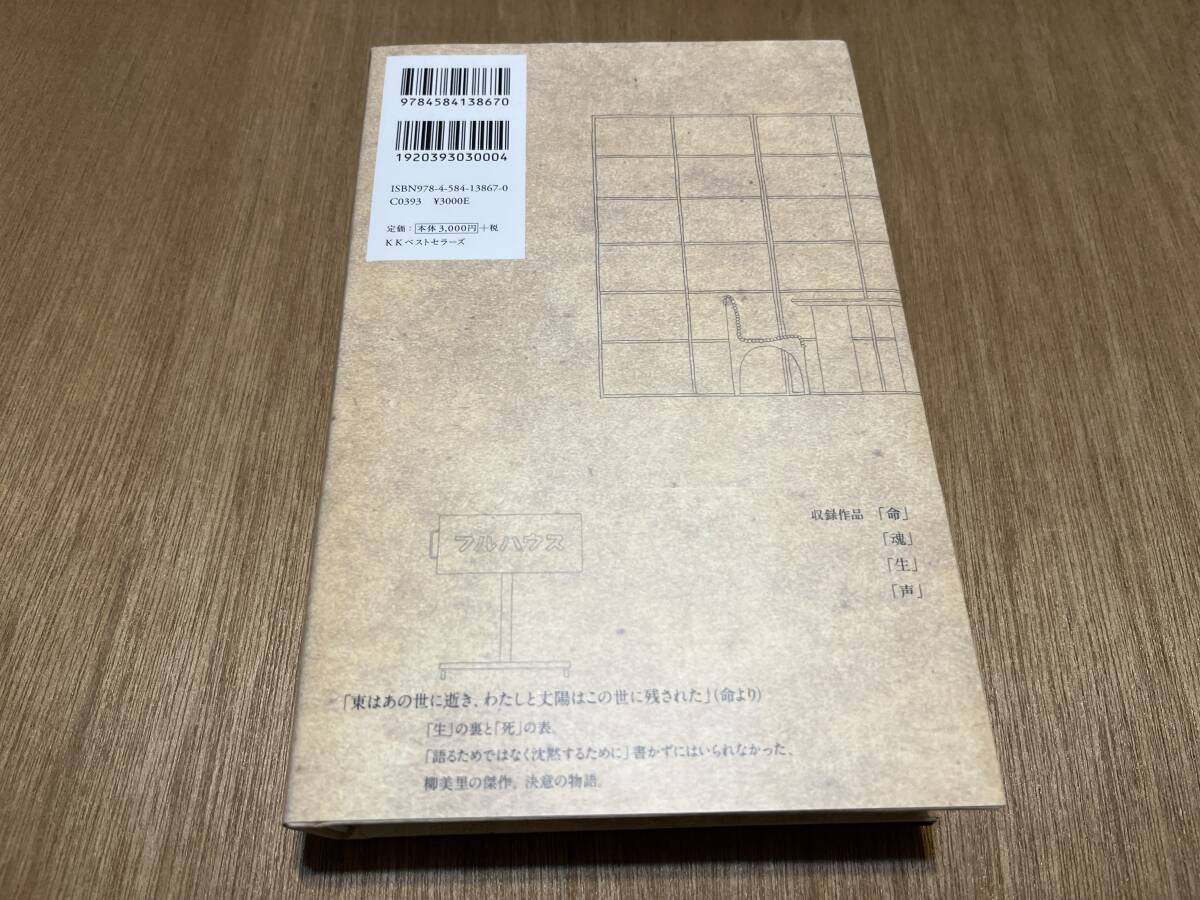 9784584138670
1920393030004
ISBN978-4-584-13867-0
C0393 ¥3000E
定価：本体3,000円+税
KKベストセラーズ
収録作品 「命」
「魂」
「生」
「声」
フルハウス
「東はあの世に逝き、わたしと丈陽はこの世に残された」（命より）
「生」の裏と「死」の表。
「語るためではなく沈黙するために」書かずにはいられなかった、
柳美里の傑作。決意の物語。